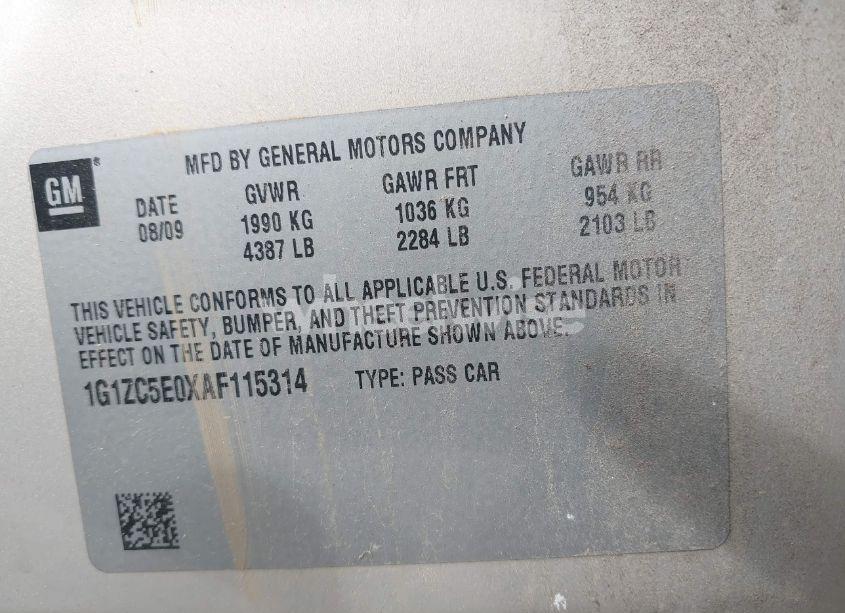 GM
MFD BY GENERAL MOTORS COMPANY
DATE GVWR GAWR FRT GAWR RR
08/09 1990 KG 1036 KG 954 KG
4387 LB 2284 LB 2103 LB
THIS VEHICLE CONFORMS TO ALL APPLICABLE U.S. FEDERAL MOTOR
VEHICLE SAFETY, BUMPER, AND THEFT PREVENTION STANDARDS IN
EFFECT ON THE DATE OF MANUFACTURE SHOWN ABOVE.
1G1ZC5E0XAF115314 TYPE: PASS CAR